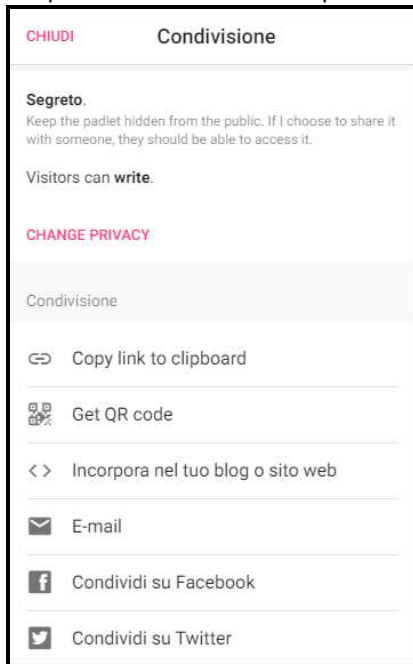 CHIUDI Condivisione
Segreto.
Keep the padlet hidden from the public. If I choose to share it
with someone, they should be able to access it.
Visitors can write.
CHANGE PRIVACY
Condivisione
Copy link to clipboard
Get QR code
Incorpora nel tuo blog o sito web
E-mail
Condividi su Facebook
Condividi su Twitter